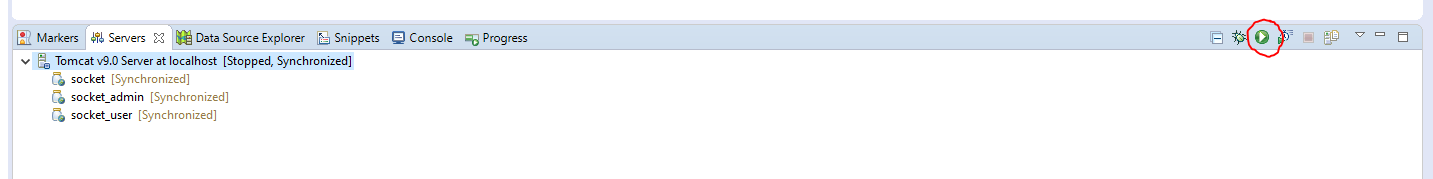 Markers Servers Data Source Explorer Snippets Console Progress
Tomcat v9.0 Server at localhost [Stopped, Synchronized]
socket [Synchronized]
socket_admin [Synchronized]
socket_user [Synchronized]